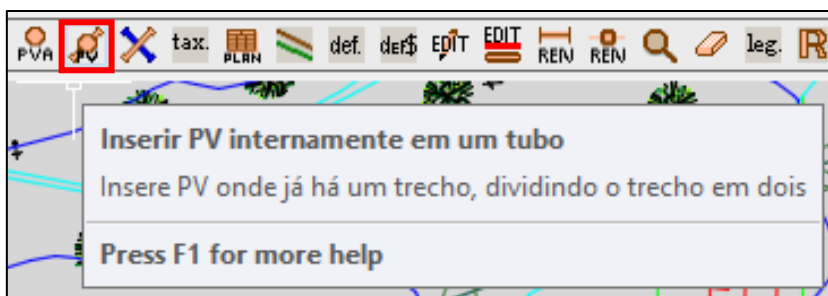 PVA PV tax. PLAN def. def$ EDIT EDIT REN REN leg. R
Inserir PV internamente em um tubo
Insere PV onde já há um trecho, dividindo o trecho em dois
Press F1 for more help